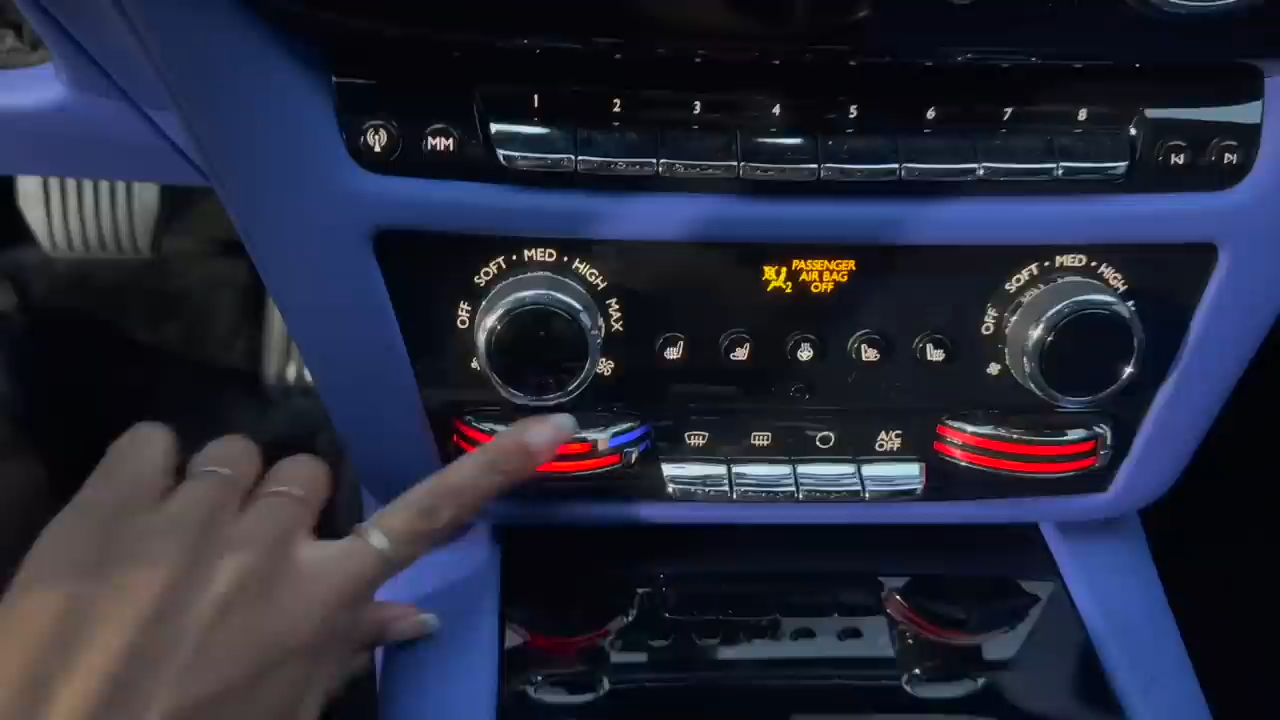 1 2 3 4 5 6 7 8
MM
OFF SOFT • MED • HIGH MAX
PASSENGER
AIR BAG
OFF
2
OFF SOFT • MED • HIGH
A/C
OFF